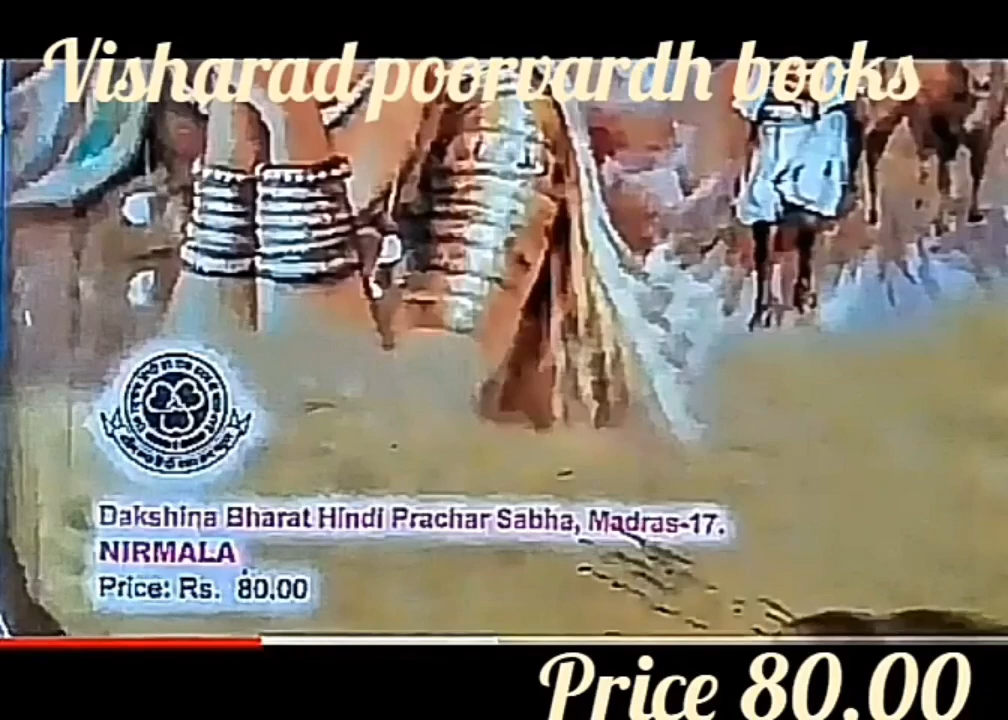 Visharad poorvardh books
Dakshina Bharat Hindi Prachar Sabha, Madras-17.
NIRMALA
Price: Rs. 80.00
Price 80.00